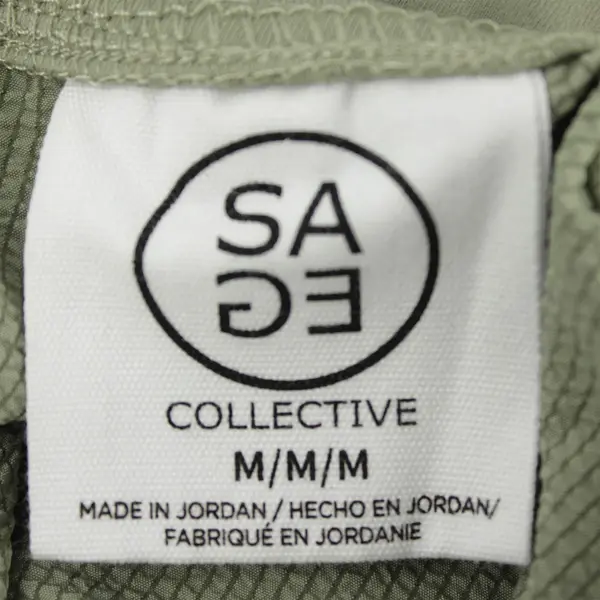 SA
GE
COLLECTIVE
M/M/M
MADE IN JORDAN / HECHO EN JORDAN/
FABRIQUÉ EN JORDANIE